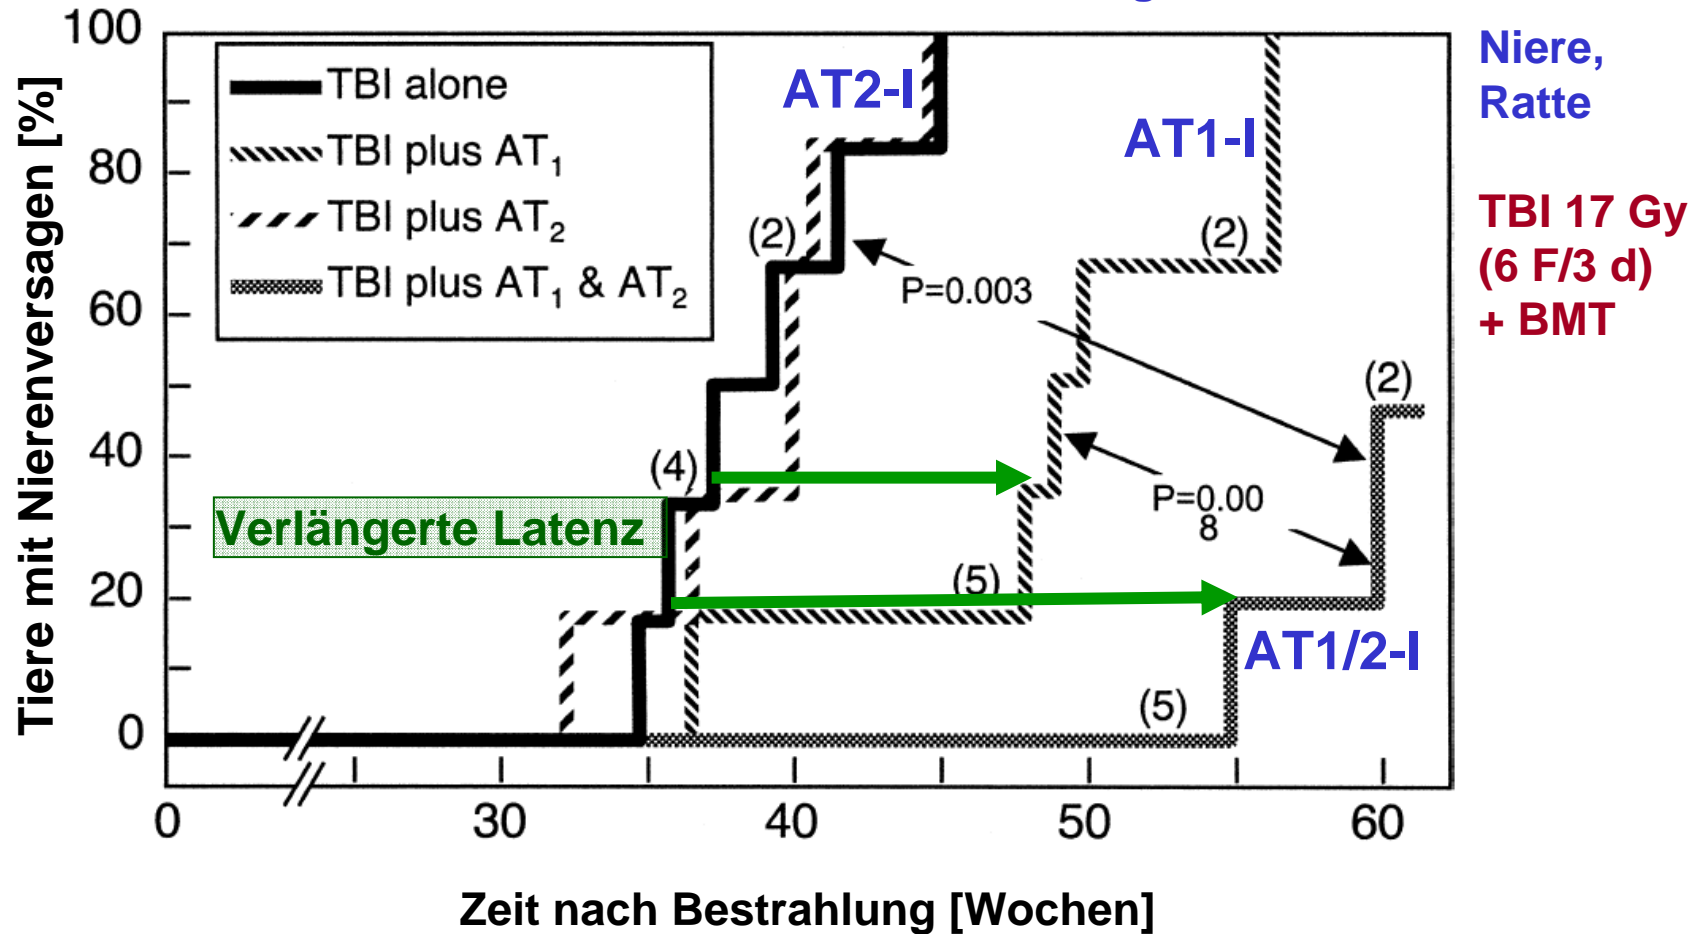 100
80
60
40
20
0
Tiere mit Nierenversagen [%]
TBI alone
TBI plus AT₁
TBI plus AT₂
TBI plus AT₁ & AT₂
AT2-I
AT1-I
AT1/2-I
(2)
(2)
(4)
(2)
(5)
(5)
P=0.003
P=0.00
8
Verlängerte Latenz
Niere,
Ratte
TBI 17 Gy
(6 F/3 d)
+ BMT
0
30
40
50
60
Zeit nach Bestrahlung [Wochen]